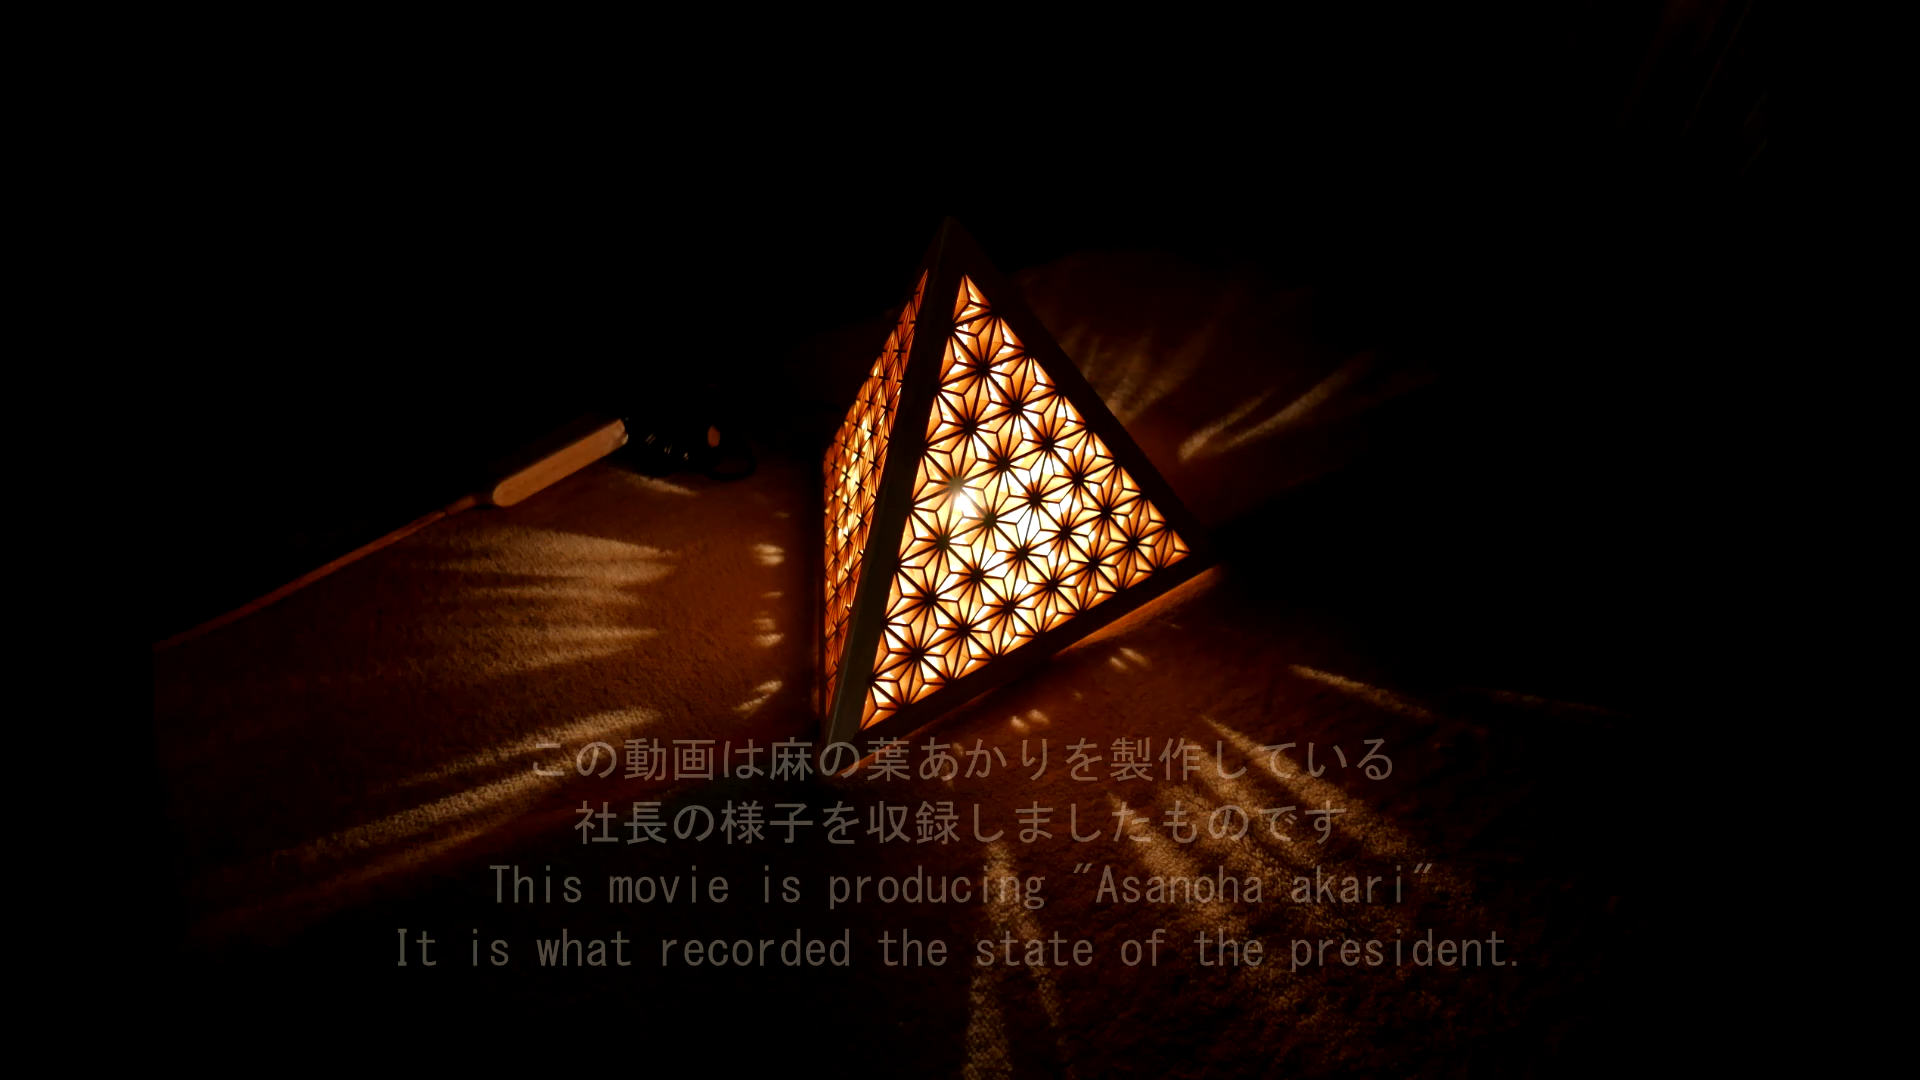 この動画は麻の葉あかりを製作している
社長の様子を収録しましたものです
This movie is producing "Asanoha akari"
It is what recorded the state of the president.